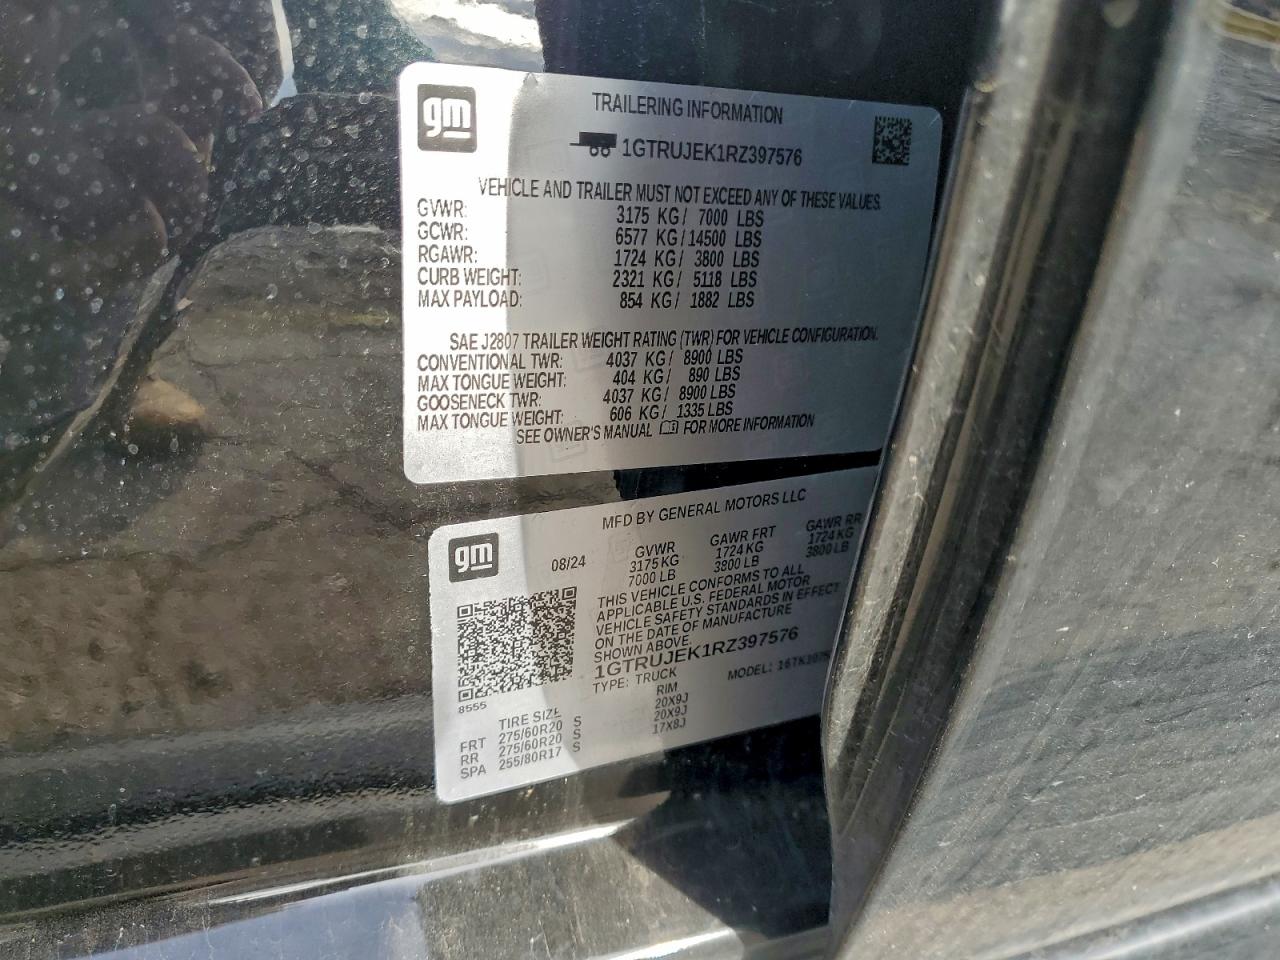 gm
TRAILERING INFORMATION
1GTRUJEK1RZ397576
VEHICLE AND TRAILER MUST NOT EXCEED ANY OF THESE VALUES.
GVWR: 3175 KG / 7000 LBS
GCWR: 6577 KG / 14500 LBS
RGAWR: 1724 KG / 3800 LBS
CURB WEIGHT: 2321 KG / 5118 LBS
MAX PAYLOAD: 854 KG / 1882 LBS
SAE J2807 TRAILER WEIGHT RATING (TWR) FOR VEHICLE CONFIGURATION.
CONVENTIONAL TWR: 4037 KG / 8900 LBS
MAX TONGUE WEIGHT: 404 KG / 890 LBS
GOOSENECK TWR: 4037 KG / 8900 LBS
MAX TONGUE WEIGHT: 606 KG / 1335 LBS
SEE OWNER'S MANUAL FOR MORE INFORMATION
gm
MFD BY GENERAL MOTORS LLC
08/24 GVWR GAWR FRT GAWR RR
3175 KG 1724 KG 1724 KG
7000 LB 3800 LB 3800 LB
THIS VEHICLE CONFORMS TO ALL
APPLICABLE U.S. FEDERAL MOTOR
VEHICLE SAFETY STANDARDS IN EFFECT
ON THE DATE OF MANUFACTURE
SHOWN ABOVE.
1GTRUJEK1RZ397576
TYPE: TRUCK MODEL:
8555
TIRE SIZE RIM
FRT 275/60R20 S 20X9J
RR 275/60R20 S 20X9J
SPA 255/80R17 S 17X8J